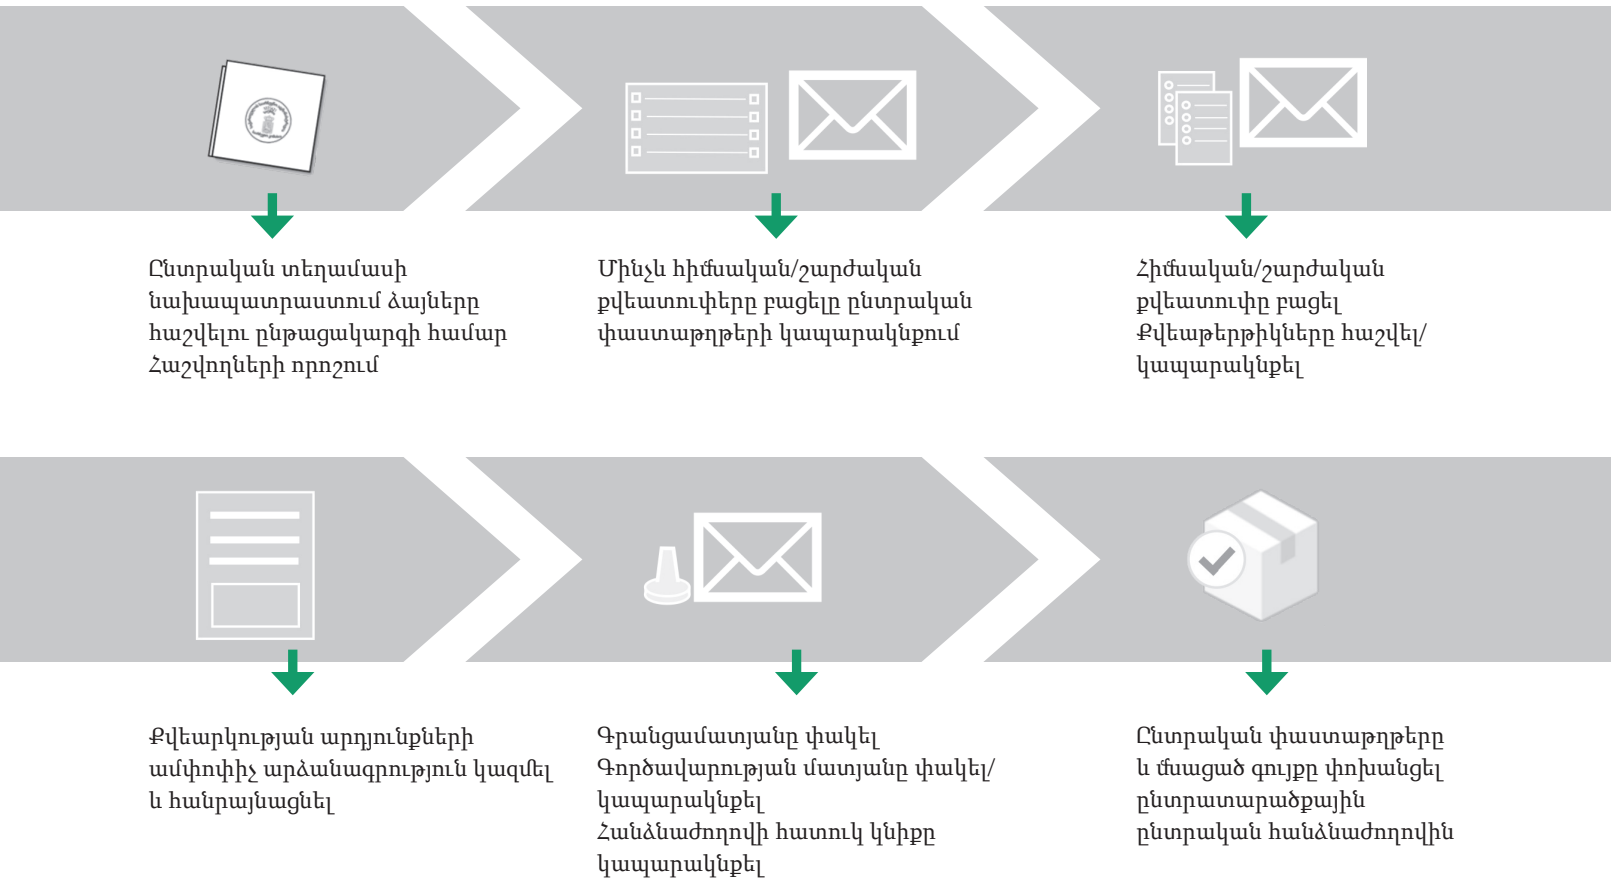 Ընտրական տեղամասի
նախապատրաստում ձայները
հաշվելու ընթացակարգի համար
Հաշվողների որոշում
Մինչև հիմնական/շարժական
քվեատուփերը բացելը ընտրական
փաստաթղթերի կապարակնքում
Հիմնական/շարժական
քվեատուփը բացել
Քվեաթերթիկները հաշվել/
կապարակնքել
Քվեարկության արդյունքների
ամփոփիչ արձանագրություն կազմել
և հանրայնացնել
Գրանցամատյանը փակել
Գործավարության մատյանը փակել/
կապարակնքել
Հանձնաժողովի հատուկ կնիքը
կապարակնքել
Ընտրական փաստաթղթերը
և մնացած գույքը փոխանցել
ընտրատարածքային
ընտրական հանձնաժողովին